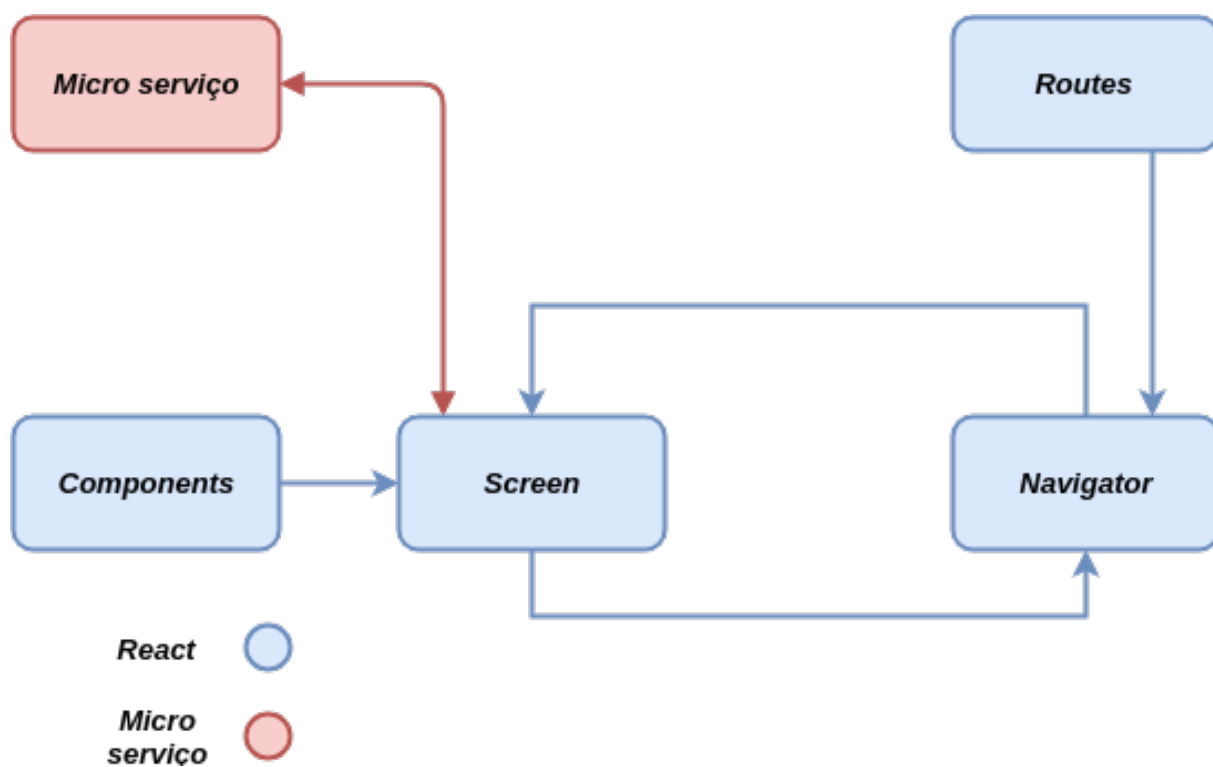 Micro serviço
Routes
Components
Screen
Navigator
React
Micro
serviço